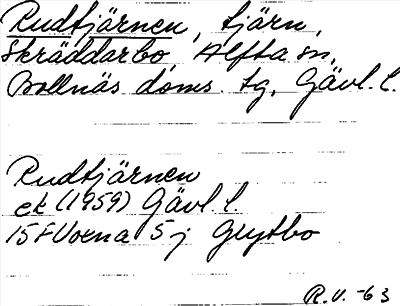 Rudtjärnen, tjärn,
Skräddarbo, Alfta sn,
Bollnäs doms. tg, Gävl. l.
Rudtjärnen
ek (1959) Gävl. l.
15 F Voxna 5 j Grytbo
R.V. -63